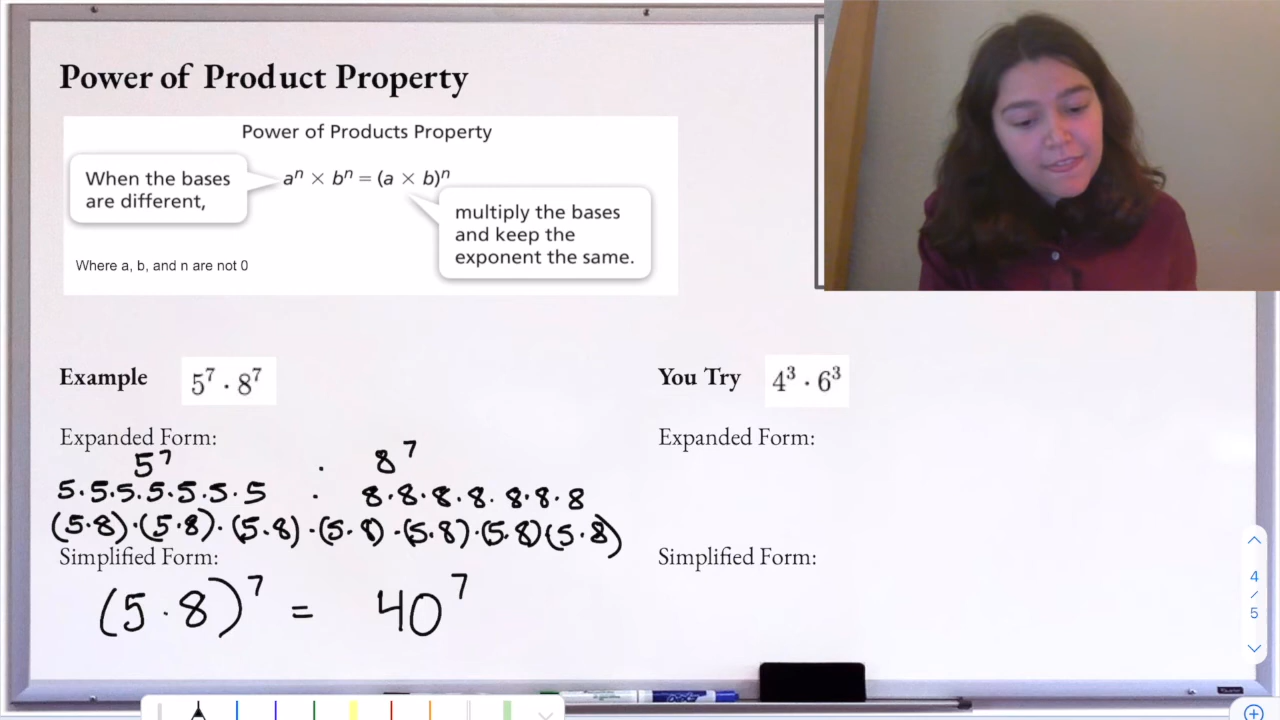 Power of Product Property
Power of Products Property
When the bases
are different,
aⁿ × bⁿ = (a × b)ⁿ
multiply the bases
and keep the
exponent the same.
Where a, b, and n are not 0
Example 5⁷ · 8⁷
Expanded Form:
5⁷ · 8⁷
5·5·5·5·5·5·5 · 8·8·8·8·8·8·8
(5·8)·(5·8)·(5·8)·(5·8)·(5·8)·(5·8)(5·8)
Simplified Form:
(5·8)⁷ = 40⁷
You Try 4³ · 6³
Expanded Form:
Simplified Form:
4
/
5